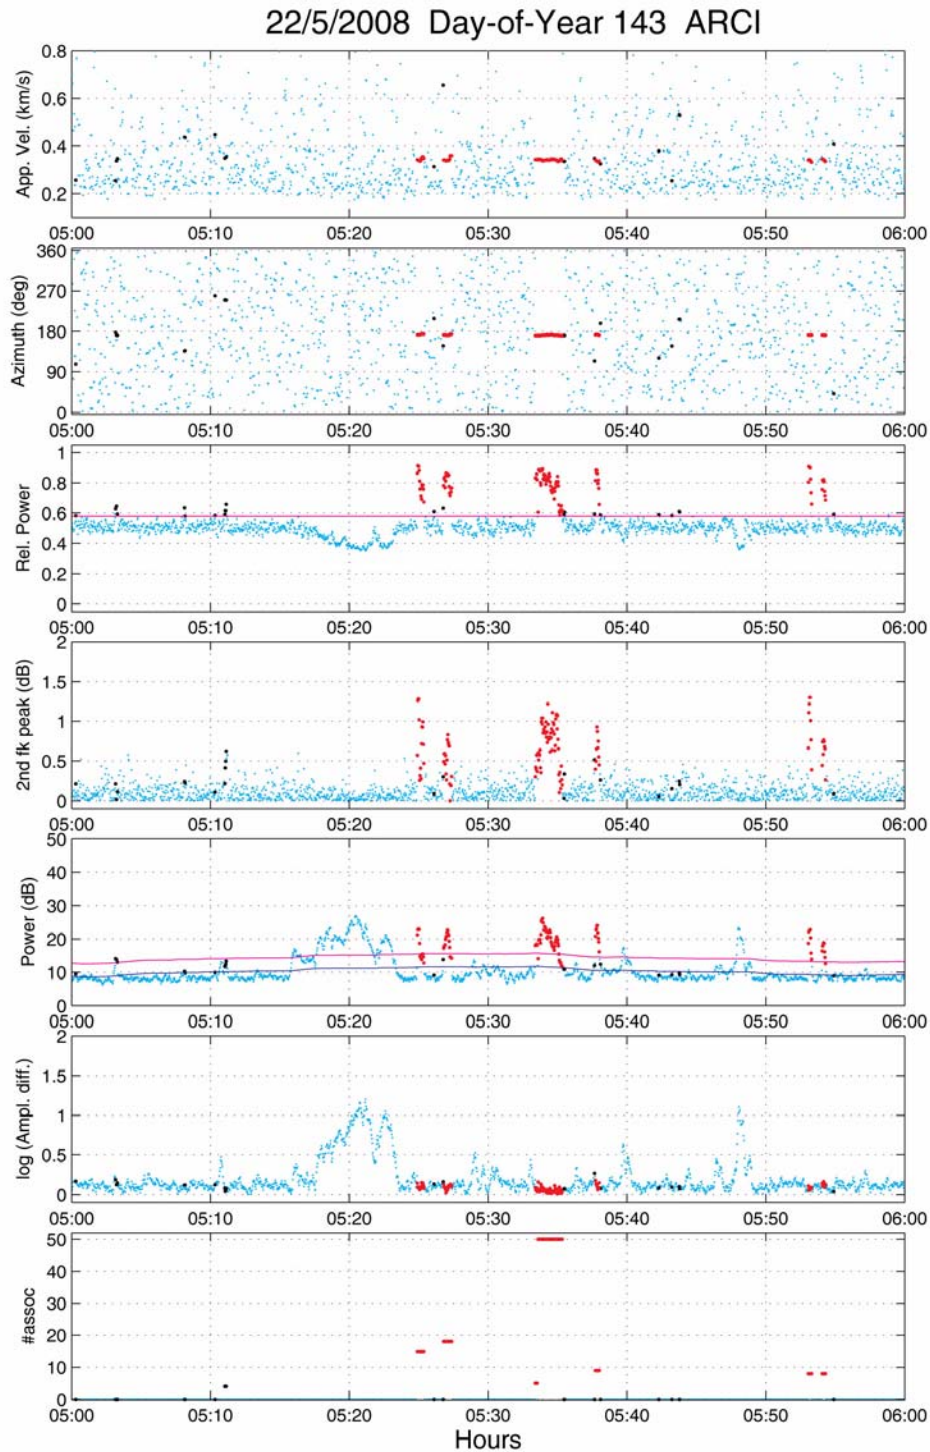 22/5/2008 Day-of-Year 143 ARCI
App. Vel. (km/s)
0.8
0.6
0.4
0.2
05:00 05:10 05:20 05:30 05:40 05:50 06:00
Azimuth (deg)
360
270
180
90
0
05:00 05:10 05:20 05:30 05:40 05:50 06:00
Rel. Power
1
0.8
0.6
0.4
0.2
0
05:00 05:10 05:20 05:30 05:40 05:50 06:00
2nd fk peak (dB)
2
1.5
1
0.5
0
05:00 05:10 05:20 05:30 05:40 05:50 06:00
Power (dB)
50
40
30
20
10
0
05:00 05:10 05:20 05:30 05:40 05:50 06:00
log (Ampl. diff.)
2
1.5
1
0.5
0
05:00 05:10 05:20 05:30 05:40 05:50 06:00
#assoc
50
40
30
20
10
0
05:00 05:10 05:20 05:30 05:40 05:50 06:00
Hours